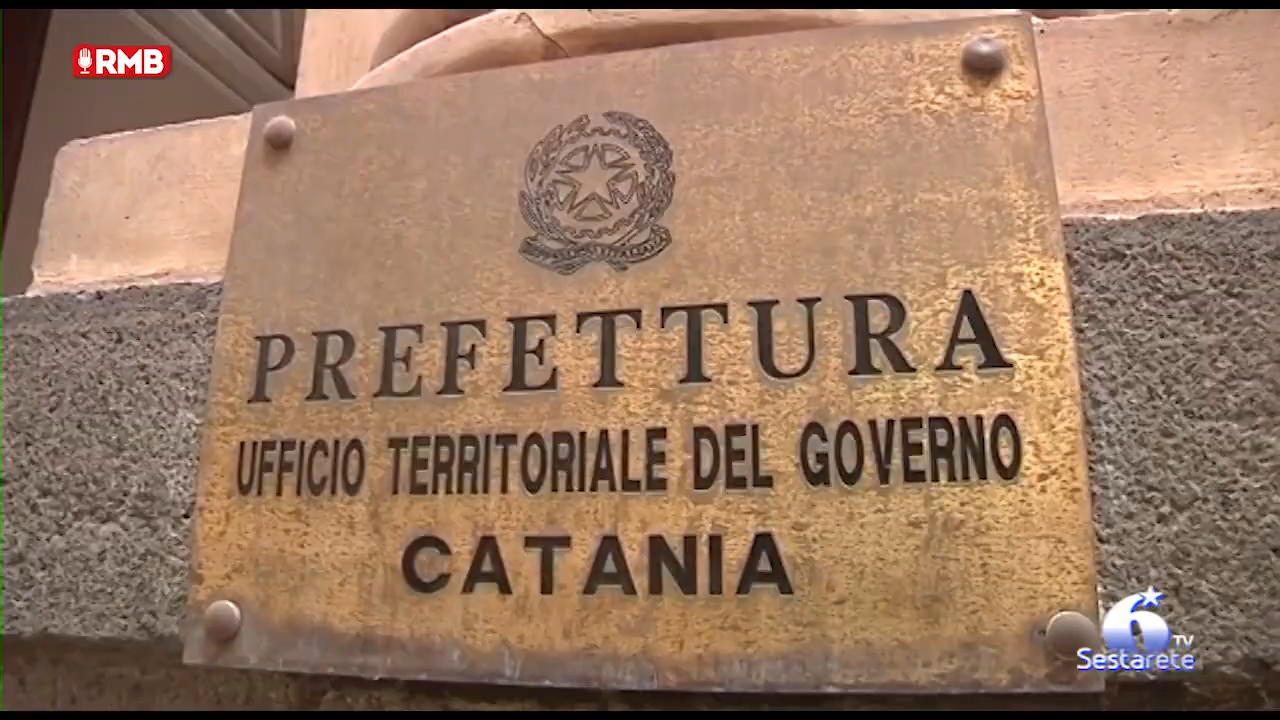 RMB
PREFETTURA
UFFICIO TERRITORIALE DEL GOVERNO
CATANIA
6 TV
Sestarete